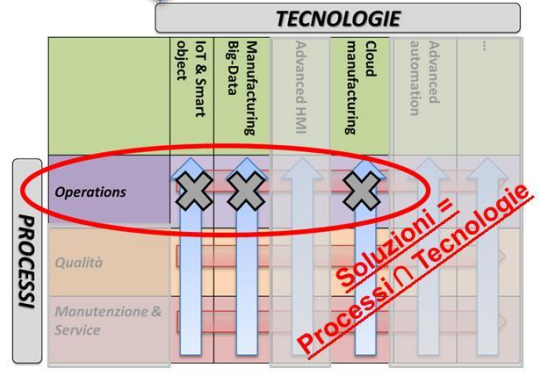 TECNOLOGIE
IoT & Smart
object
Manufacturing
Big-Data
Advanced HMI
Cloud
manufacturing
Advanced
automation
...
PROCESSI
Operations
Qualità
Manutenzione &
Service
Soluzioni =
Processi ∩ Tecnologie